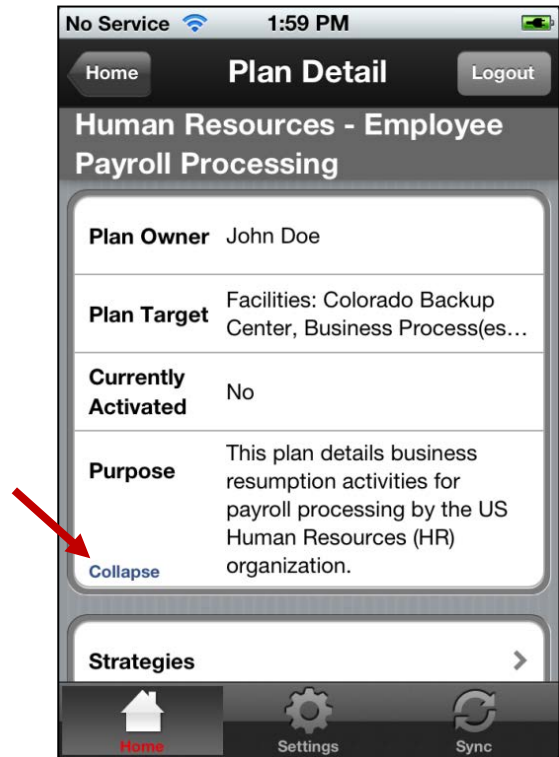 No Service 1:59 PM
Home Plan Detail Logout
Human Resources - Employee
Payroll Processing
Plan Owner John Doe
Plan Target Facilities: Colorado Backup
Center, Business Process(es...
Currently
Activated No
Purpose This plan details business
resumption activities for
payroll processing by the US
Human Resources (HR)
Collapse organization.
Strategies
Home Settings Sync